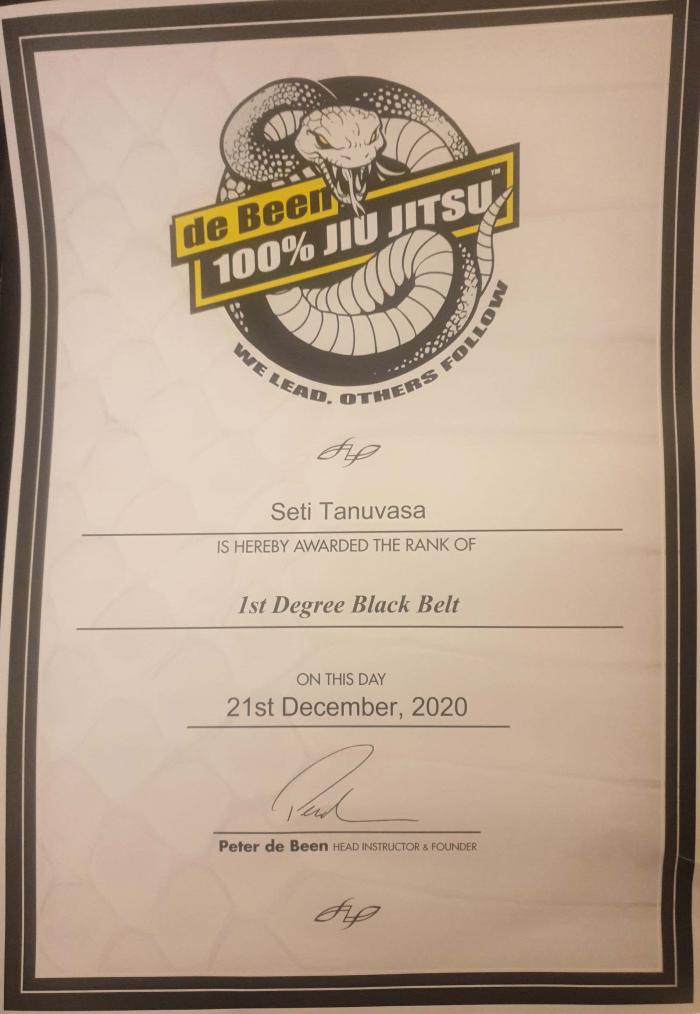 de Been
100% JIU JITSU™
WE LEAD, OTHERS FOLLOW
Seti Tanuvasa
IS HEREBY AWARDED THE RANK OF
1st Degree Black Belt
ON THIS DAY
21st December, 2020
Peter de Been HEAD INSTRUCTOR & FOUNDER